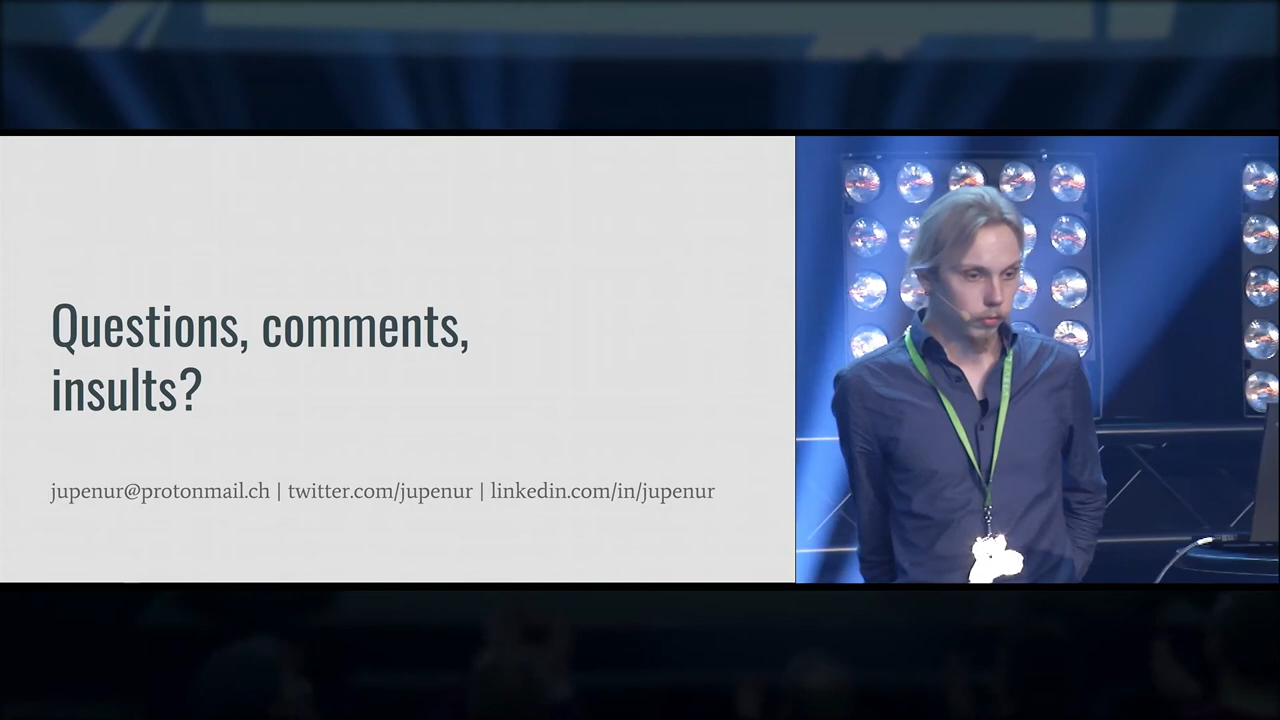 Questions, comments,
insults?
jupenur@protonmail.ch | twitter.com/jupenur | linkedin.com/in/jupenur